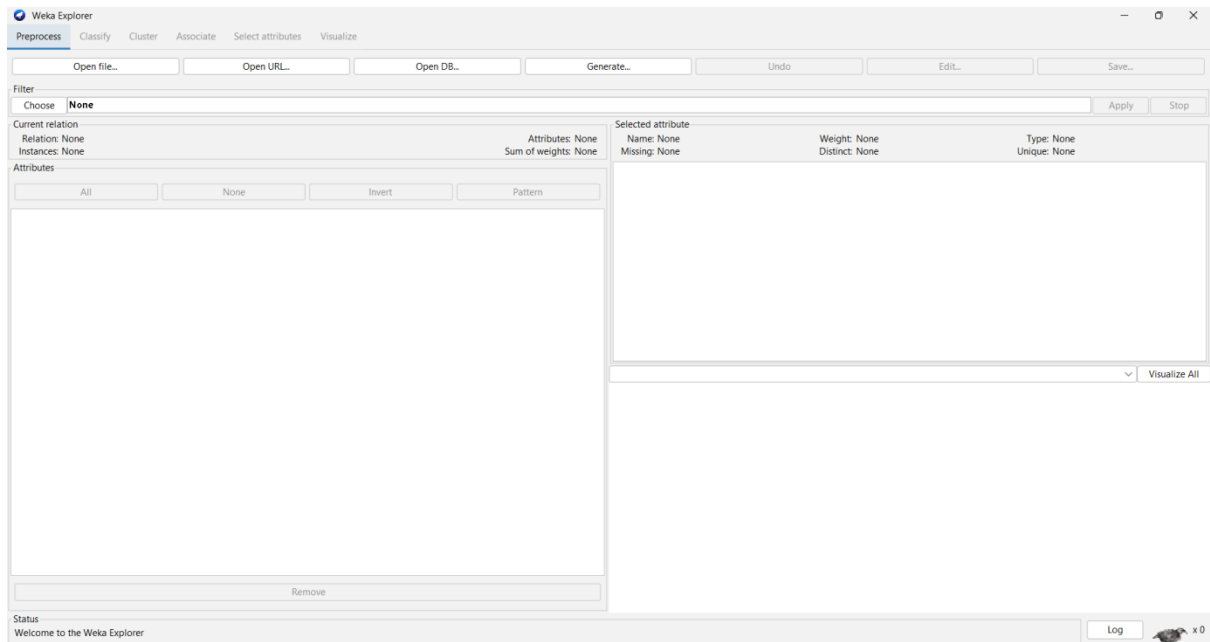 Weka Explorer
Preprocess Classify Cluster Associate Select attributes Visualize
Open file... Open URL... Open DB... Generate... Undo Edit... Save...
Filter
Choose None Apply Stop
Current relation
Relation: None Attributes: None
Instances: None Sum of weights: None
Selected attribute
Name: None Weight: None Type: None
Missing: None Distinct: None Unique: None
Attributes
All None Invert Pattern
Visualize All
Remove
Status
Welcome to the Weka Explorer
Log x 0